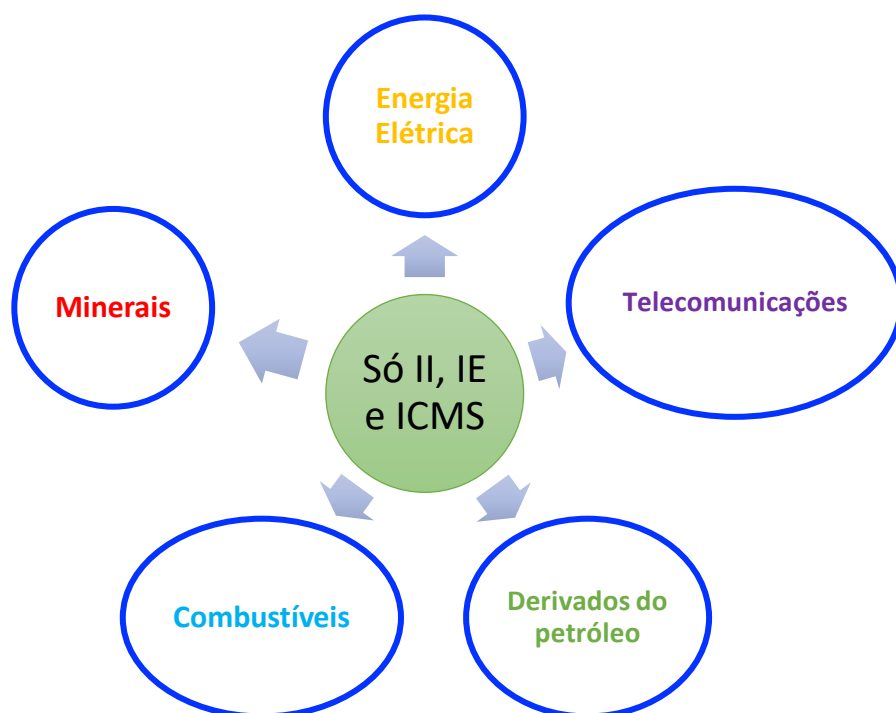 Energia
Elétrica
Telecomunicações
Minerais
Só II, IE
e ICMS
Combustíveis
Derivados do
petróleo